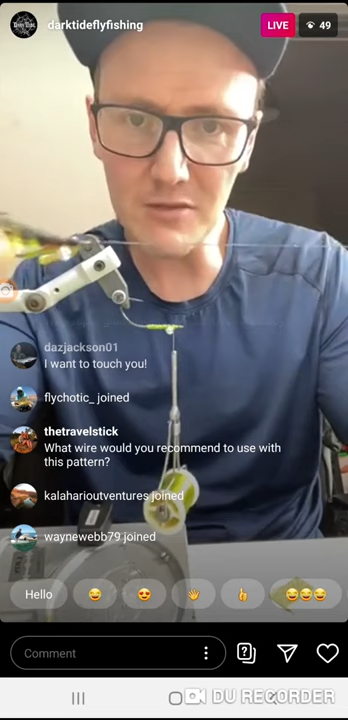 darktideflyfishing
LIVE
49
dazjackson01
I want to touch you!
flychotic_ joined
thetravelstick
What wire would you recommend to use with
this pattern?
kalaharioutventures joined
waynewebb79 joined
Hello
Comment
DU RECORDER